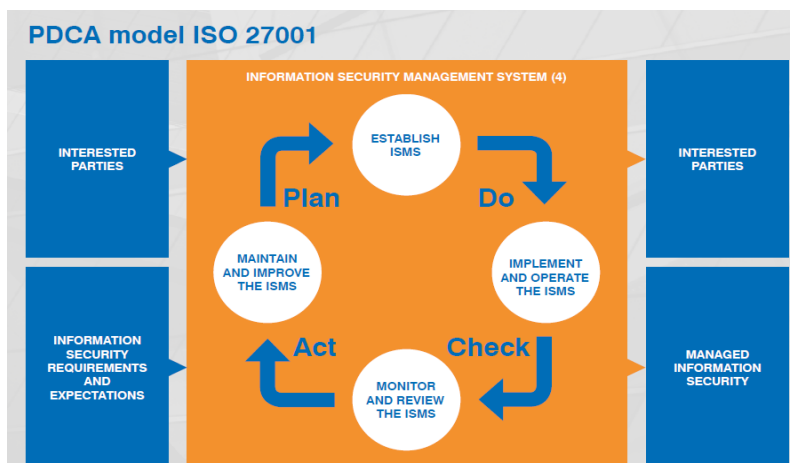 PDCA model ISO 27001
INFORMATION SECURITY MANAGEMENT SYSTEM (4)
INTERESTED
PARTIES
INFORMATION
SECURITY
REQUIREMENTS
AND
EXPECTATIONS
ESTABLISH
ISMS
Plan
Do
MAINTAIN
AND IMPROVE
THE ISMS
IMPLEMENT
AND OPERATE
THE ISMS
Act
Check
MONITOR
AND REVIEW
THE ISMS
INTERESTED
PARTIES
MANAGED
INFORMATION
SECURITY